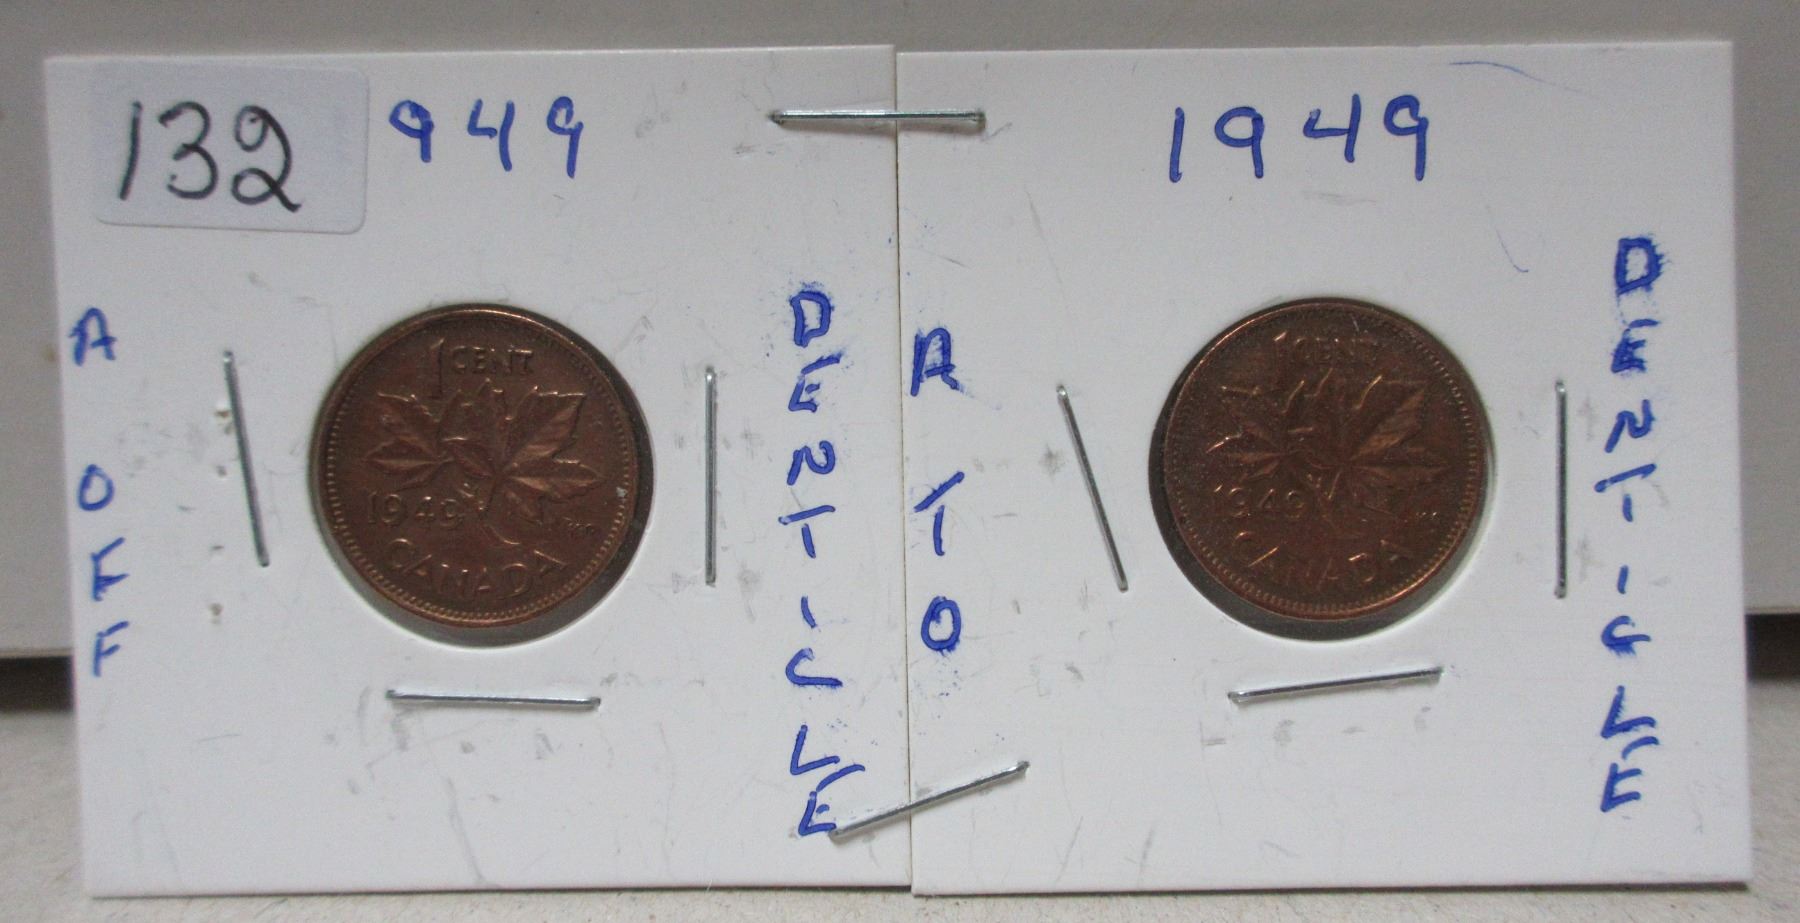 132
949
A OFF
DENTICLE
1 CENT
1949
CANADA
1949
A TO
DENTICLE
1 CENT
1949
CANADA